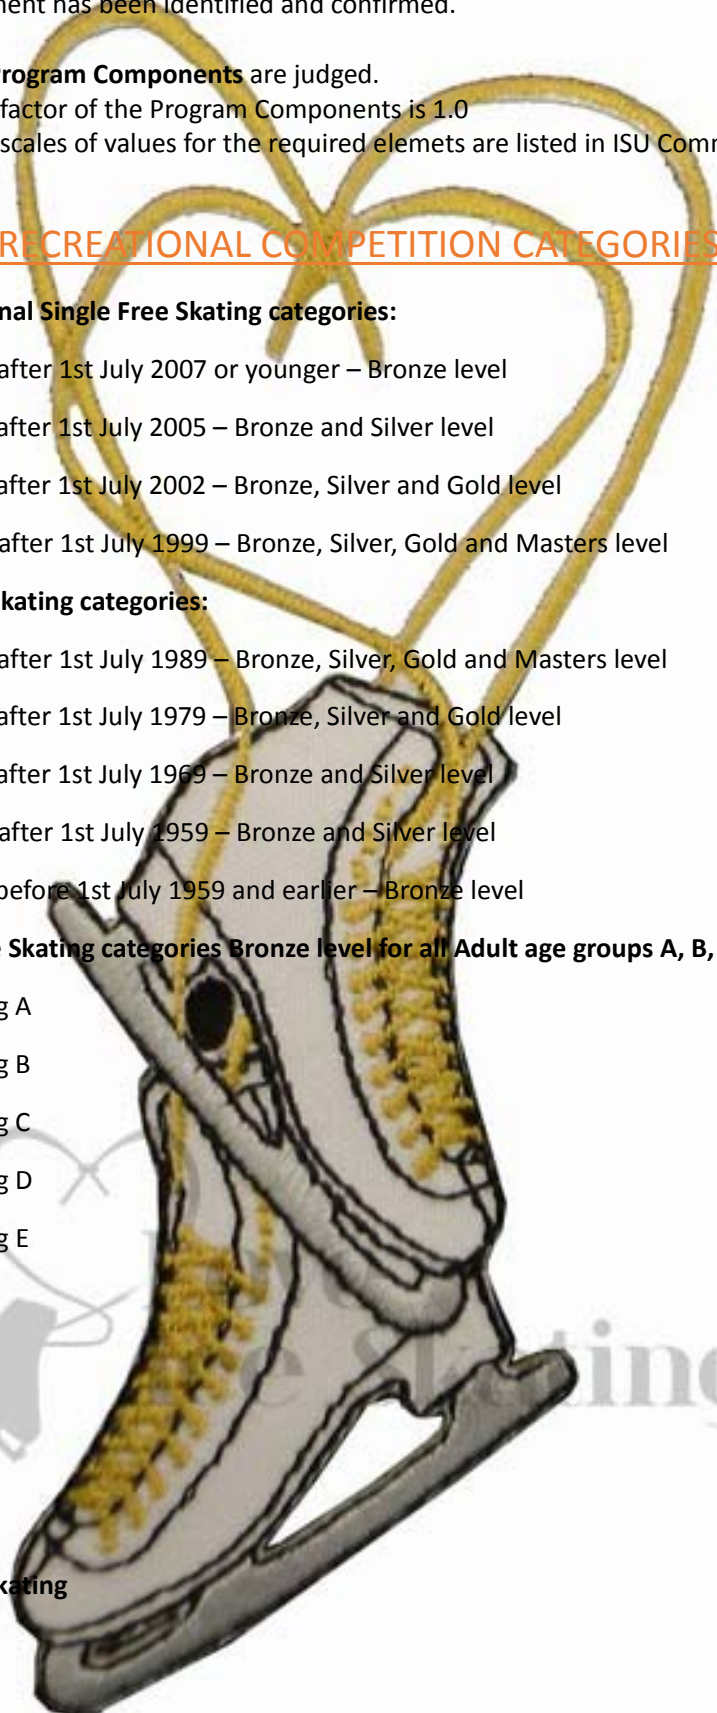 nent has been identified and confirmed.
Program Components are judged.
factor of the Program Components is 1.0
scales of values for the required elemets are listed in ISU Comm
RECREATIONAL COMPETITION CATEGORIES
nal Single Free Skating categories:
after 1st July 2007 or younger – Bronze level
after 1st July 2005 – Bronze and Silver level
after 1st July 2002 – Bronze, Silver and Gold level
after 1st July 1999 – Bronze, Silver, Gold and Masters level
kating categories:
after 1st July 1989 – Bronze, Silver, Gold and Masters level
after 1st July 1979 – Bronze, Silver and Gold level
after 1st July 1969 – Bronze and Silver level
after 1st July 1959 – Bronze and Silver level
before 1st July 1959 and earlier – Bronze level
e Skating categories Bronze level for all Adult age groups A, B,
g A
g B
g C
g D
g E
Skating
kating